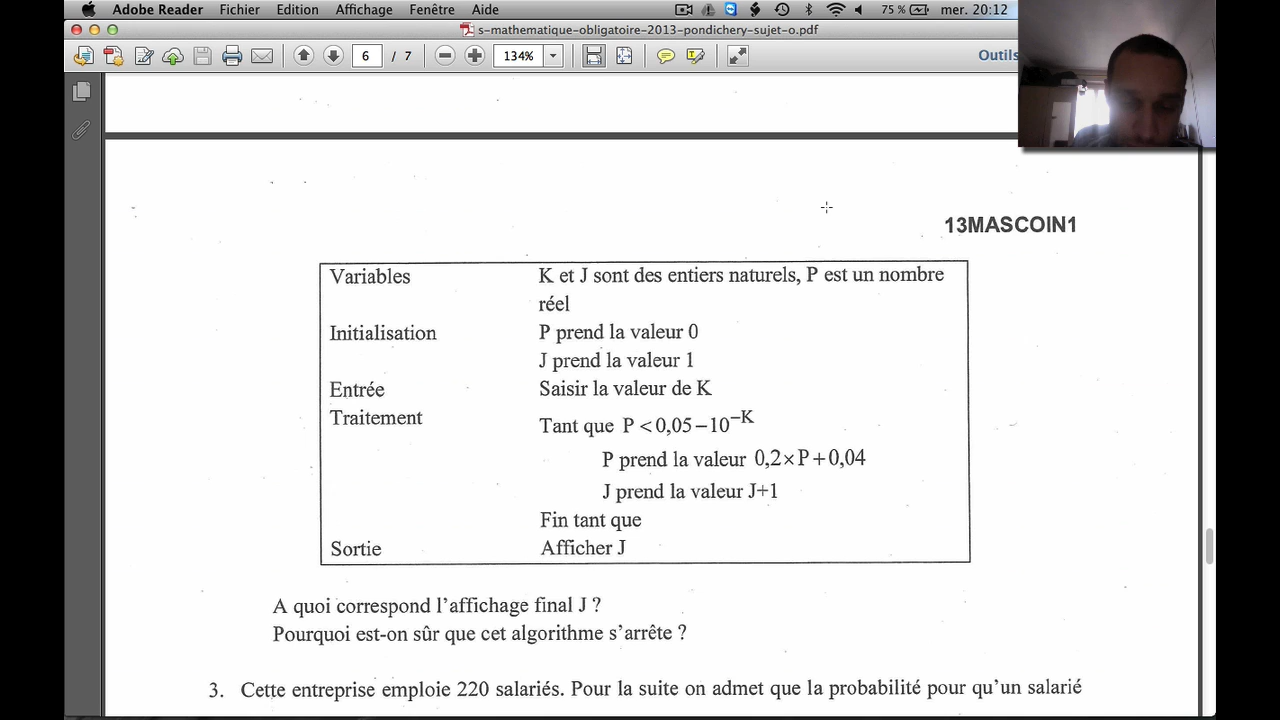 Adobe Reader Fichier Edition Affichage Fenêtre Aide 75 % mer. 20:12
s-mathematique-obligatoire-2013-pondichery-sujet-o.pdf
6 / 7 134% Outils
13MASCOIN1
Variables K et J sont des entiers naturels, P est un nombre
réel
Initialisation P prend la valeur 0
J prend la valeur 1
Entrée Saisir la valeur de K
Traitement Tant que P < 0,05 − 10^−K
P prend la valeur 0,2 × P + 0,04
J prend la valeur J+1
Fin tant que
Sortie Afficher J
A quoi correspond l'affichage final J ?
Pourquoi est-on sûr que cet algorithme s'arrête ?
3. Cette entreprise emploie 220 salariés. Pour la suite on admet que la probabilité pour qu'un salarié